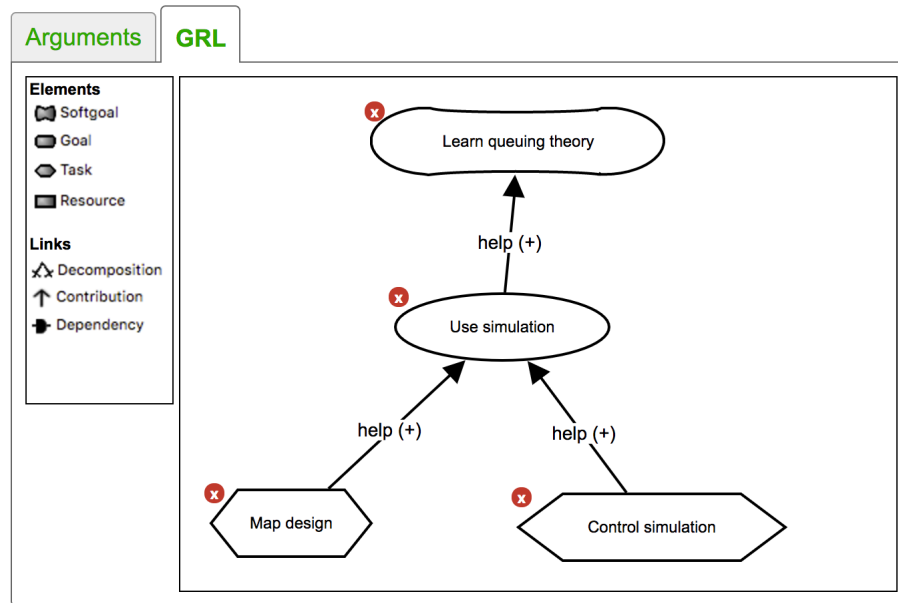 Arguments
GRL
Elements
Softgoal
Goal
Task
Resource
Links
Decomposition
Contribution
Dependency
x
Learn queuing theory
help (+)
x
Use simulation
help (+)
help (+)
x
Map design
x
Control simulation